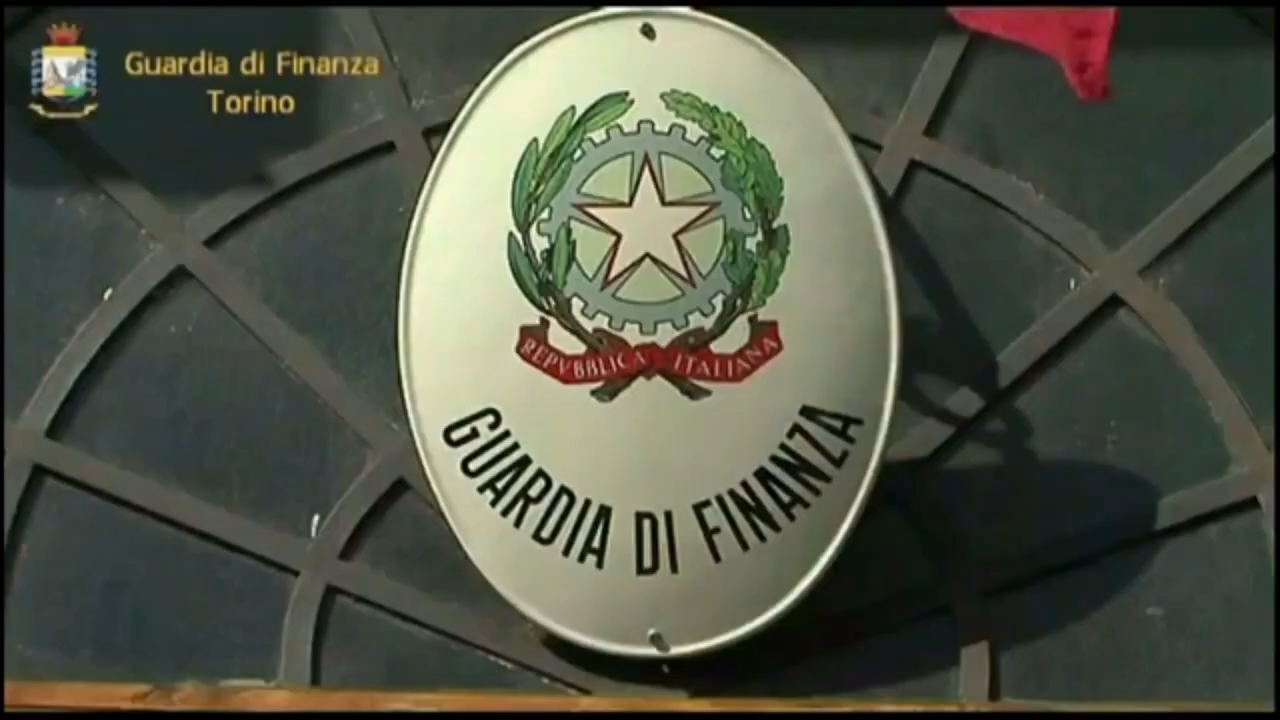 Guardia di Finanza
Torino
REPVBBLICA ITALIANA
GUARDIA DI FINANZA